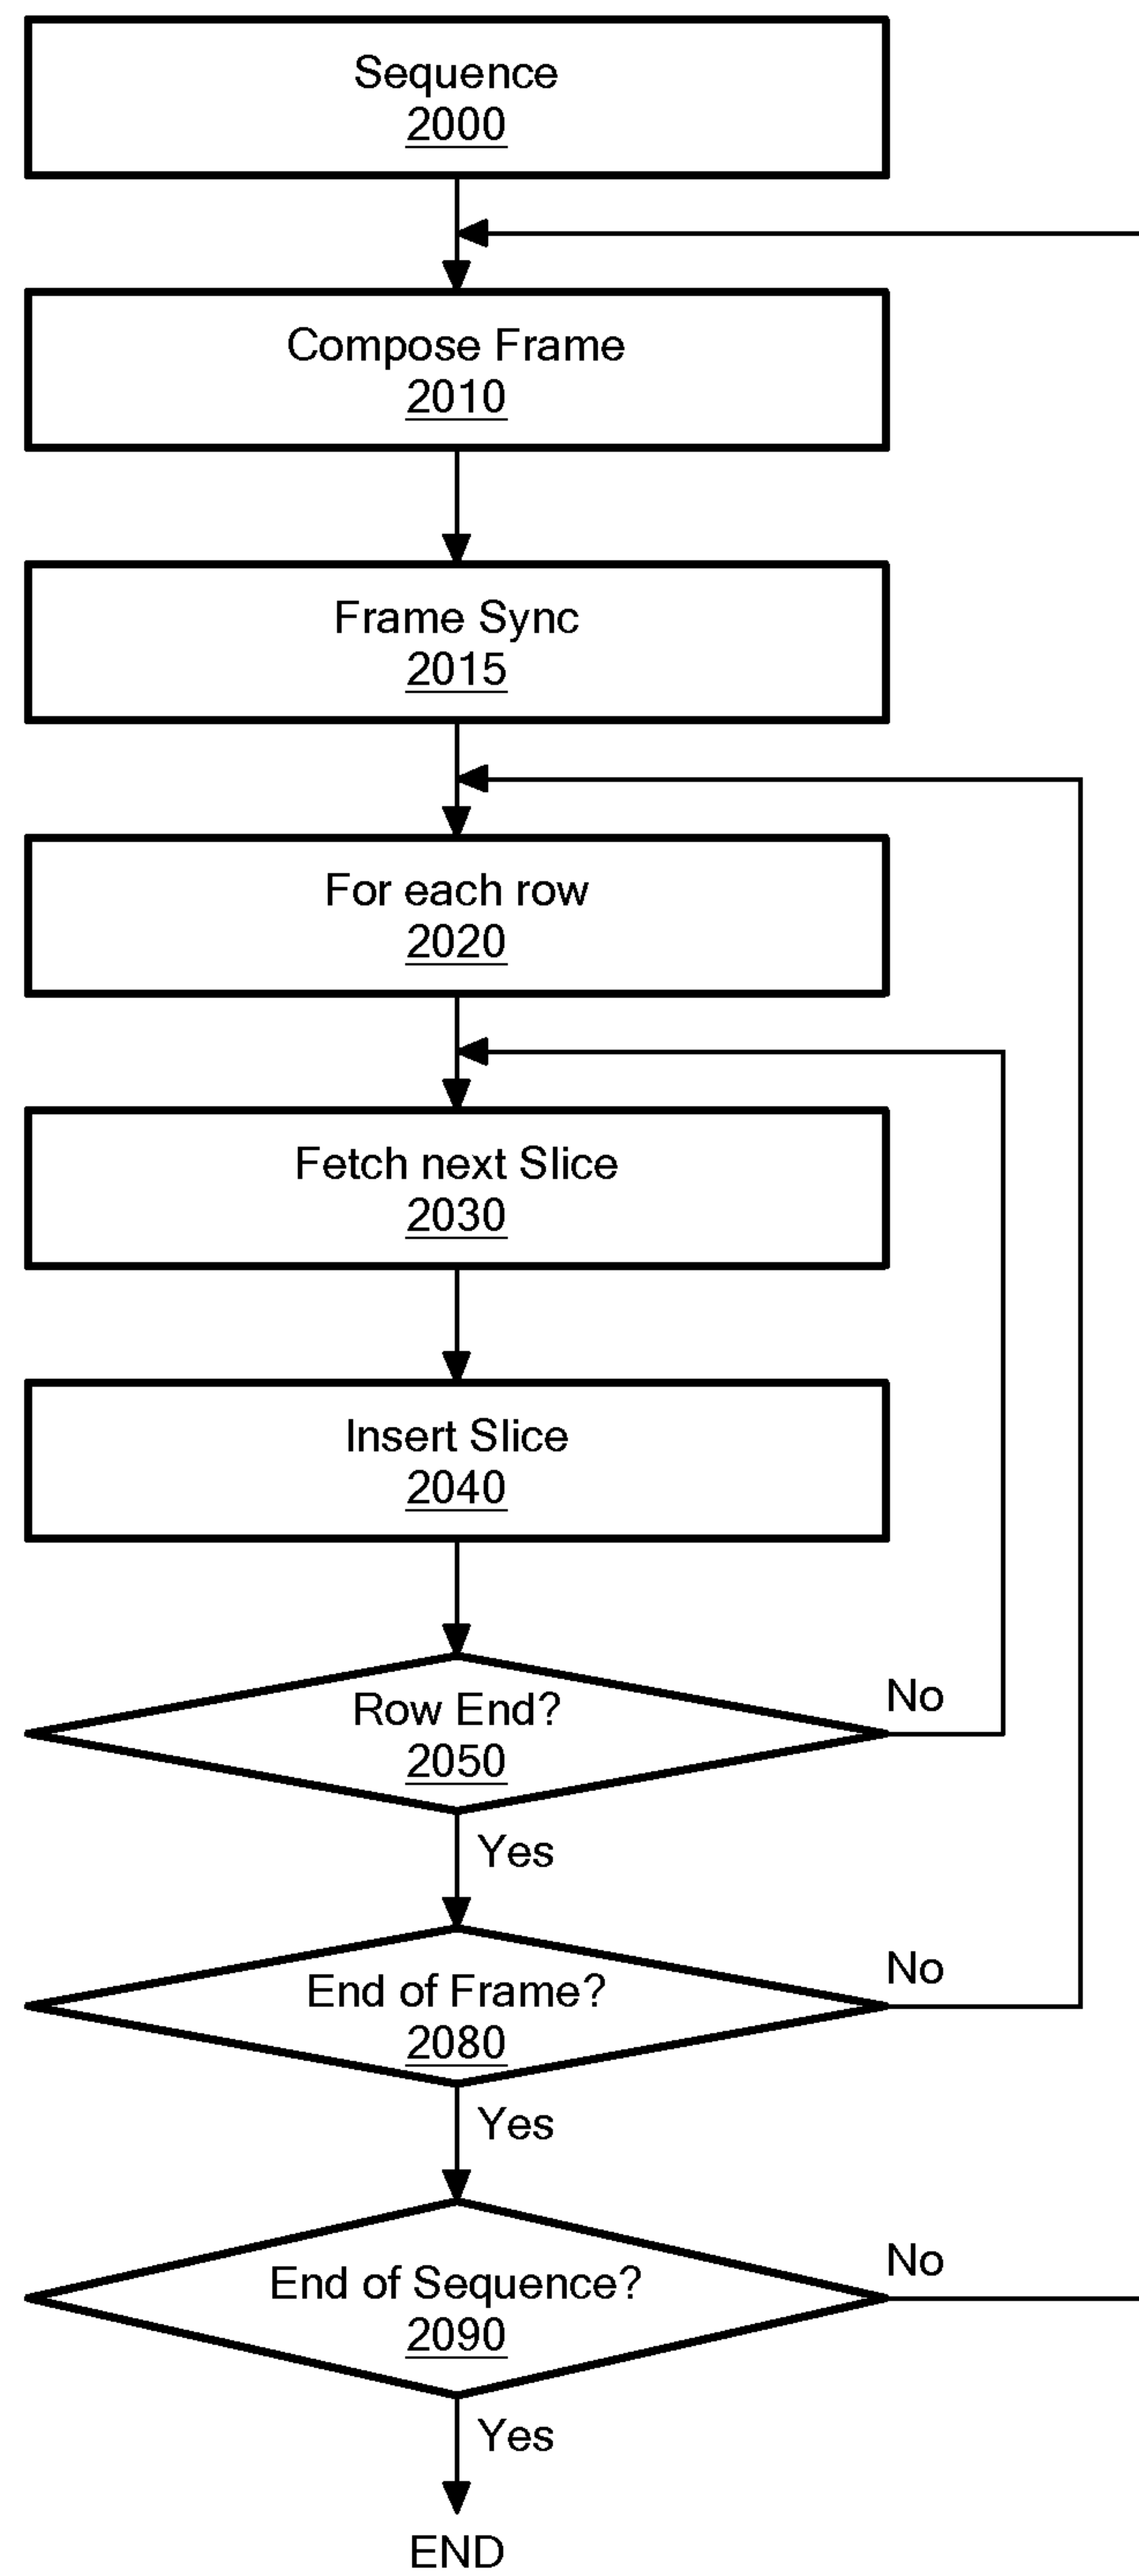 Sequence
2000
Compose Frame
2010
Frame Sync
2015
For each row
2020
Fetch next Slice
2030
Insert Slice
2040
Row End?
2050
No
Yes
End of Frame?
2080
No
Yes
End of Sequence?
2090
No
Yes
END